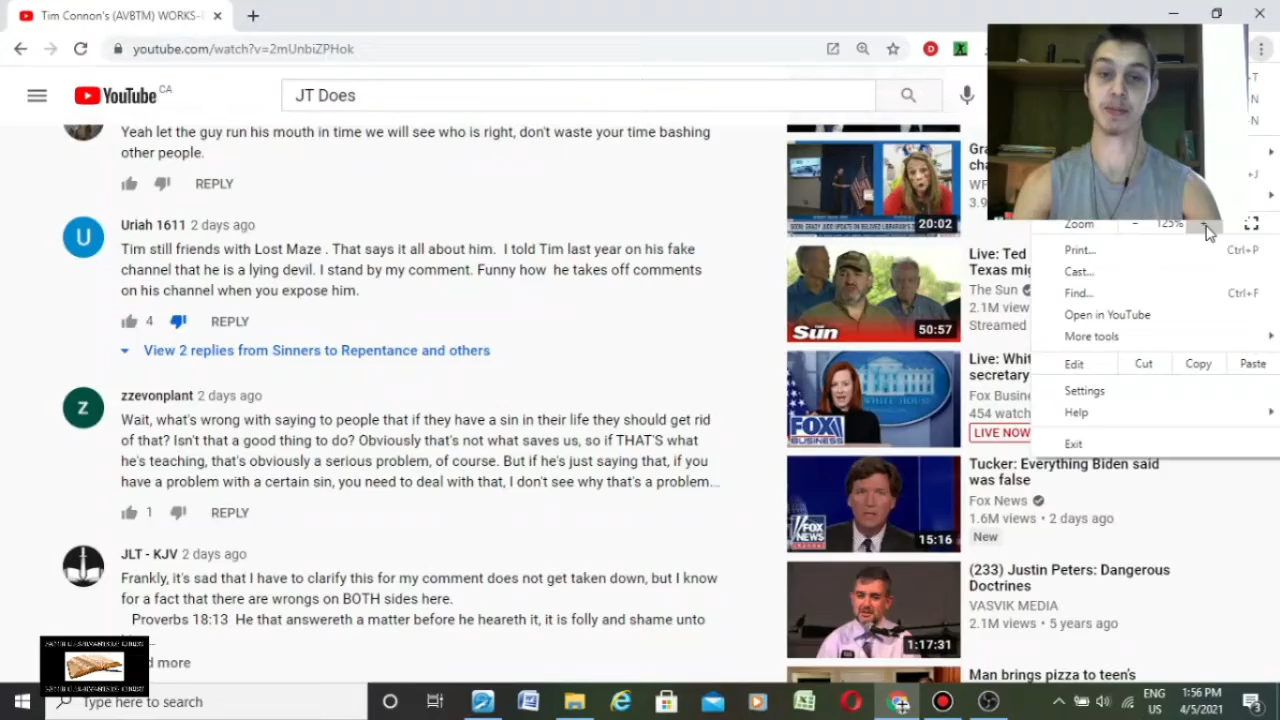 Tim Connon's (AVBTM) WORKS-
youtube.com/watch?v=2mUnbiZPHok
YouTube CA
JT Does
Yeah let the guy run his mouth in time we will see who is right, don't waste your time bashing
other people.
REPLY
U
Uriah 1611 2 days ago
Tim still friends with Lost Maze . That says it all about him. I told Tim last year on his fake
channel that he is a lying devil. I stand by my comment. Funny how he takes off comments
on his channel when you expose him.
4 REPLY
View 2 replies from Sinners to Repentance and others
z
zzevonplant 2 days ago
Wait, what's wrong with saying to people that if they have a sin in their life they should get rid
of that? Isn't that a good thing to do? Obviously that's not what saves us, so if THAT'S what
he's teaching, that's obviously a serious problem, of course. But if he's just saying that, if you
have a problem with a certain sin, you need to deal with that, I don't see why that's a problem...
1 REPLY
JLT - KJV 2 days ago
Frankly, it's sad that I have to clarify this for my comment does not get taken down, but I know
for a fact that there are wrongs on BOTH sides here.
Proverbs 18:13 He that answereth a matter before he heareth it, it is folly and shame unto
more
20:02
Live: Ted
Texas mig
The Sun
2.1M view
Streamed
Sun
50:57
Live: Whit
secretary
Fox Busine
454 watch
LIVE NOW
FOX
BUSINESS
Tucker: Everything Biden said
was false
Fox News
1.6M views • 2 days ago
New
FOX
NEWS
15:16
(233) Justin Peters: Dangerous
Doctrines
VASVIK MEDIA
2.1M views • 5 years ago
1:17:31
Man brings pizza to teen's
Zoom - 125%
Print... Ctrl+P
Cast...
Find... Ctrl+F
Open in YouTube
More tools
Edit Cut Copy Paste
Settings
Help
Exit
Type here to search
ENG
US
1:56 PM
4/5/2021
3